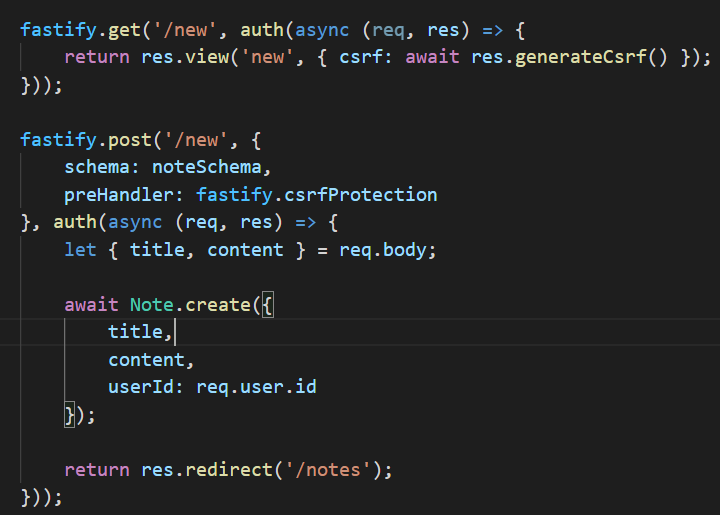 fastify.get('/new', auth(async (req, res) => {
    return res.view('new', { csrf: await res.generateCsrf() });
}));

fastify.post('/new', {
    schema: noteSchema,
    preHandler: fastify.csrfProtection
}, auth(async (req, res) => {
    let { title, content } = req.body;

    await Note.create({
        title,
        content,
        userId: req.user.id
    });

    return res.redirect('/notes');
}));